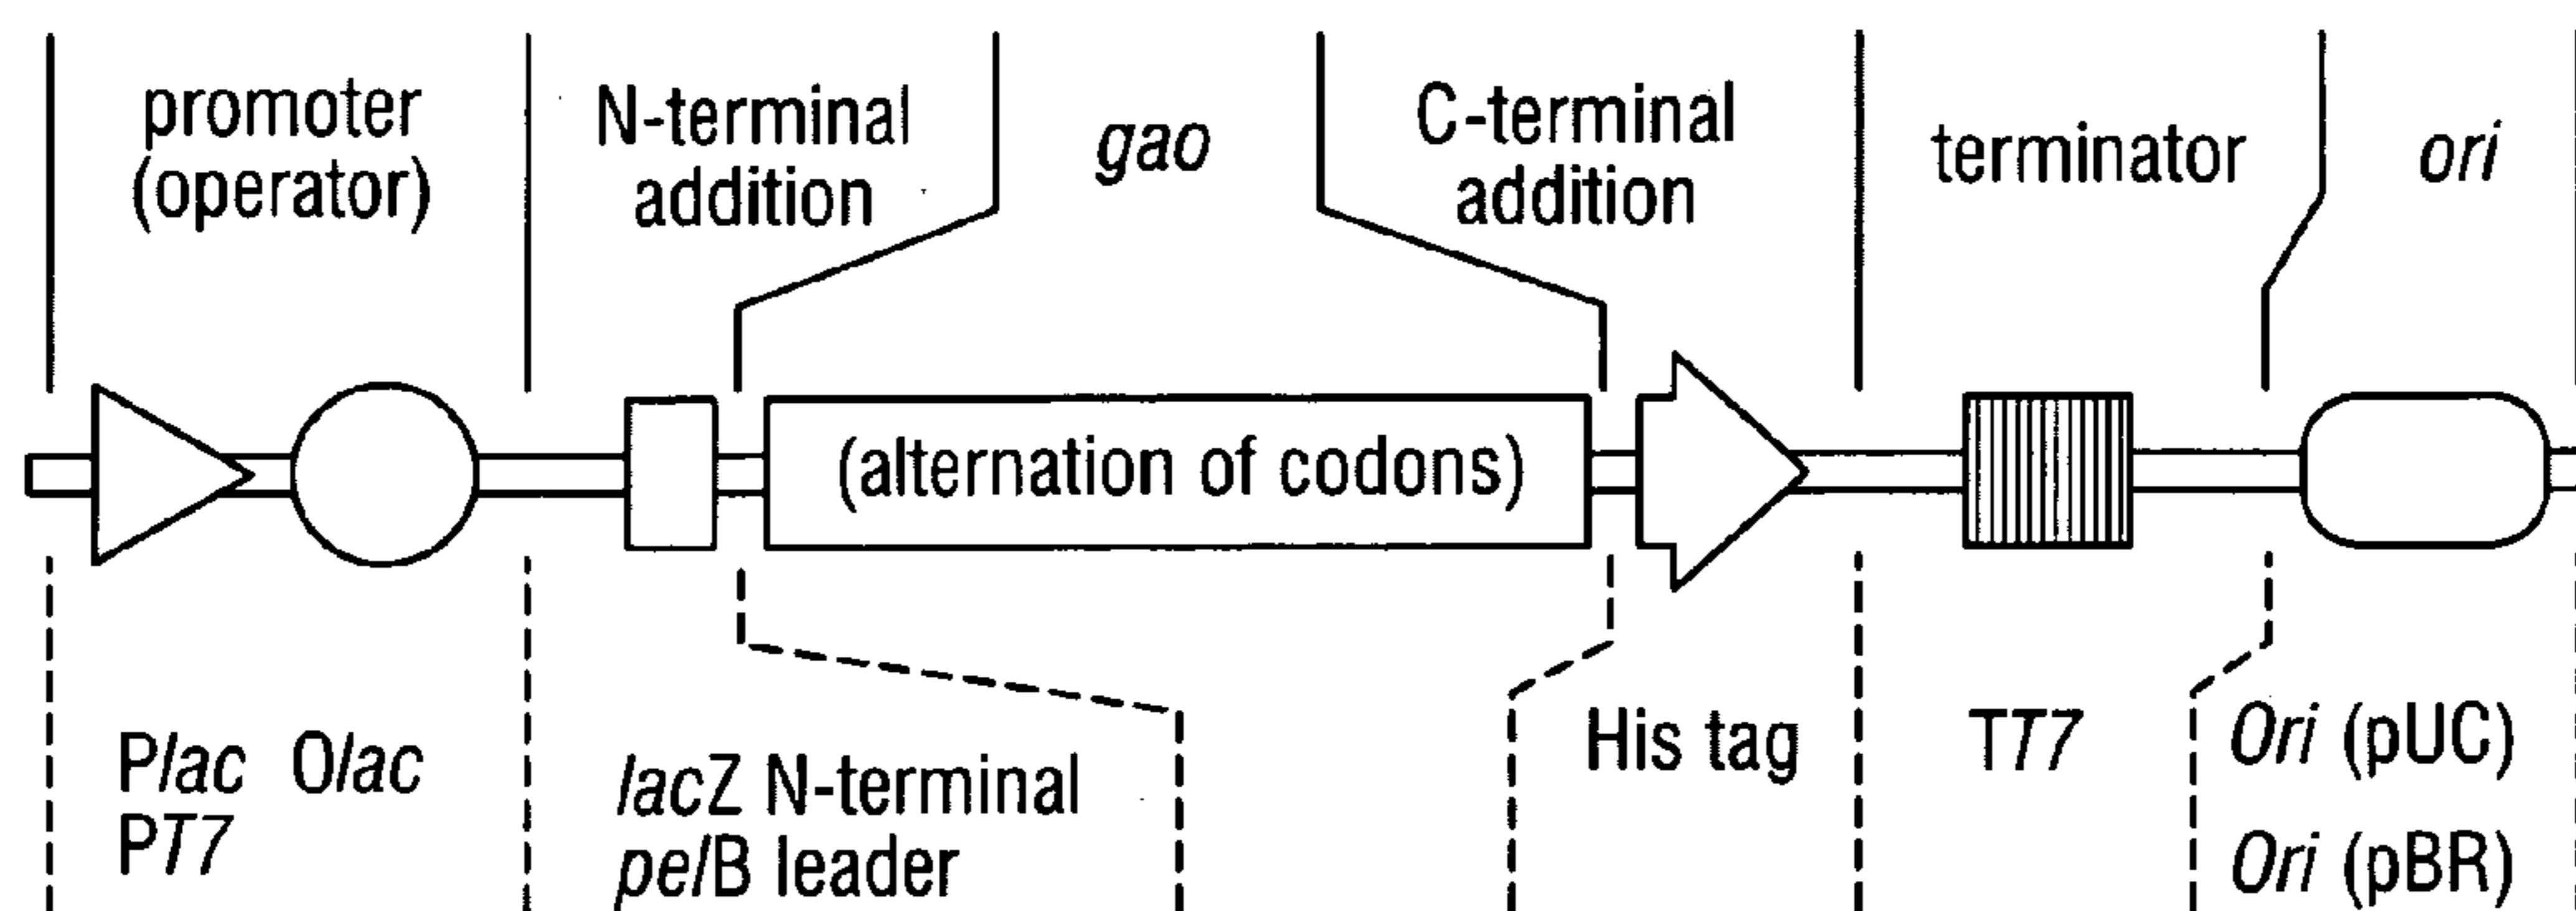 promoter
(operator)
N-terminal
addition
gao
C-terminal
addition
terminator
ori
(alternation of codons)
Plac Olac
PT7
lacZ N-terminal
pelB leader
His tag
TT7
Ori (pUC)
Ori (pBR)